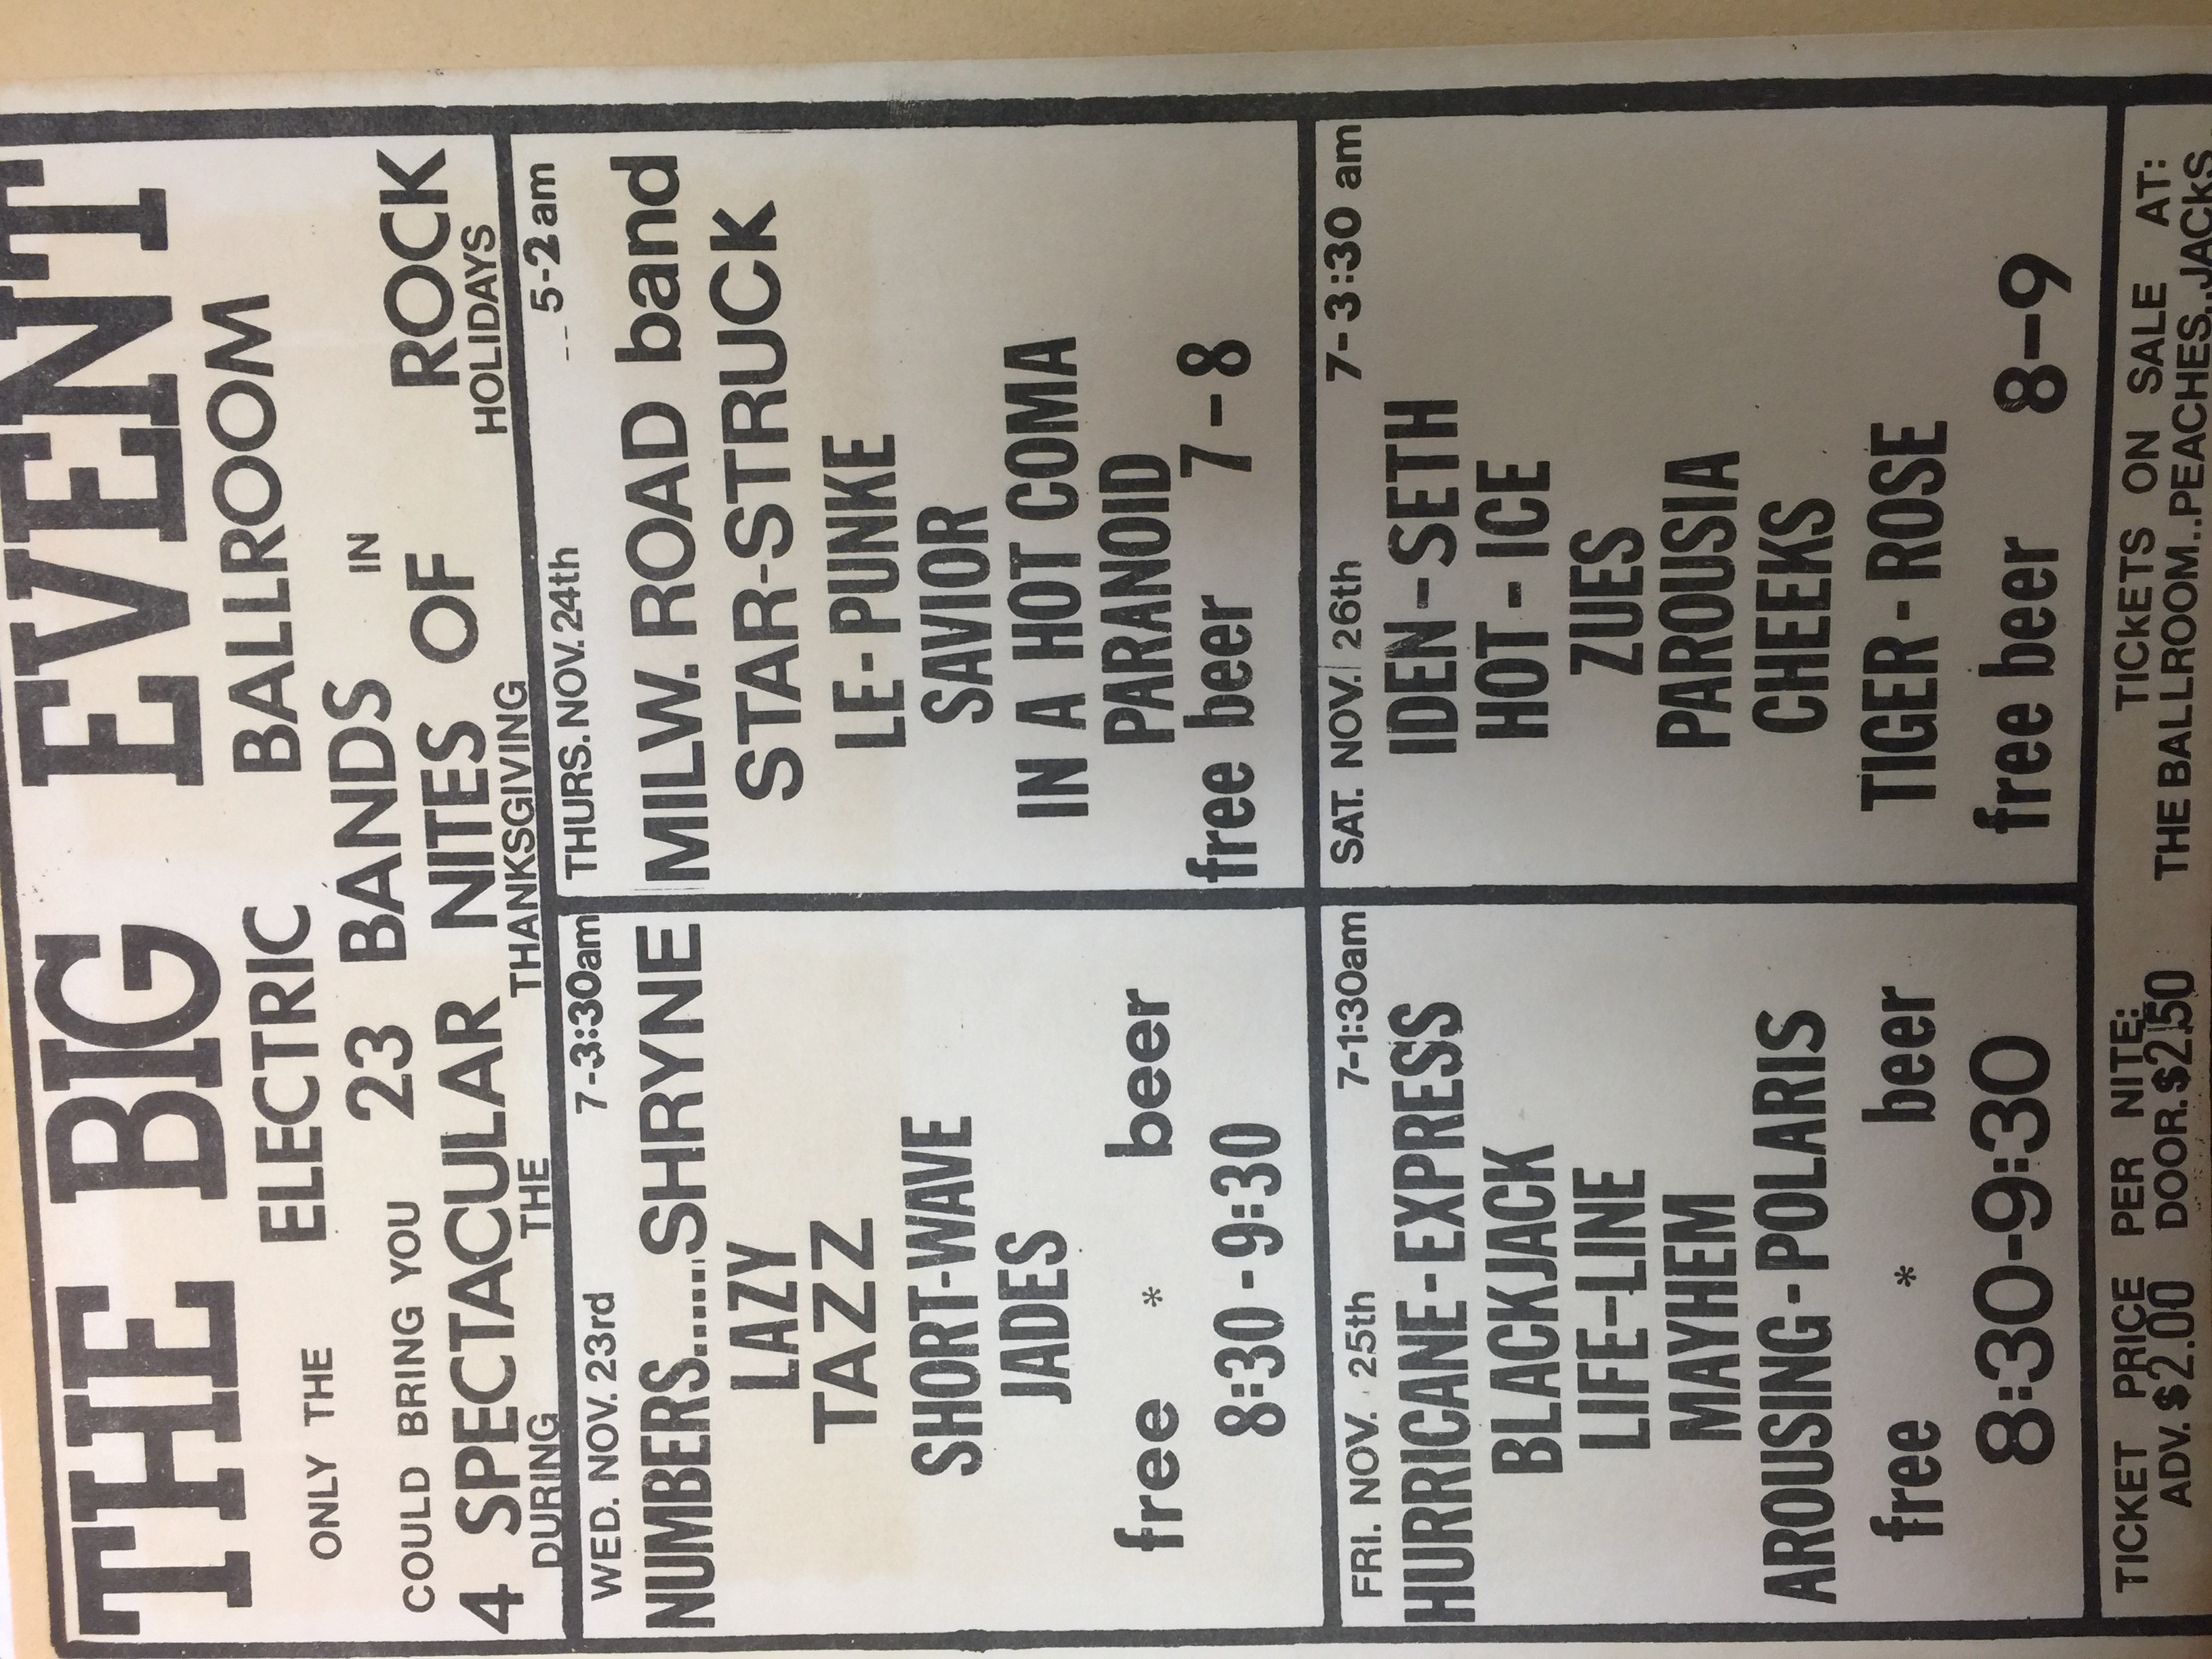 THE BIG EVENT
ONLY THE ELECTRIC BALLROOM
COULD BRING YOU 23 BANDS IN
4 SPECTACULAR NITES OF ROCK
DURING THE THANKSGIVING HOLIDAYS
WED. NOV. 23rd 7-3:30am
NUMBERS.....SHRYNE
LAZY
TAZZ
SHORT-WAVE
JADES
free * beer
8:30-9:30
THURS. NOV. 24th 5-2am
MILW. ROAD band
STAR-STRUCK
LE-PUNKE
SAVIOR
IN A HOT COMA
PARANOID
free beer 7-8
FRI. NOV. 25th 7-1:30am
HURRICANE-EXPRESS
BLACKJACK
LIFE-LINE
MAYHEM
AROUSING-POLARIS
free * beer
8:30-9:30
SAT. NOV. 26th 7-3:30 am
IDEN-SETH
HOT-ICE
ZUES
PAROUSIA
CHEEKS
TIGER-ROSE
free beer 8-9
TICKET PRICE PER NITE:
ADV. $2.00 DOOR. $2.50
TICKETS ON SALE AT:
THE BALLROOM..PEACHES..JACKS